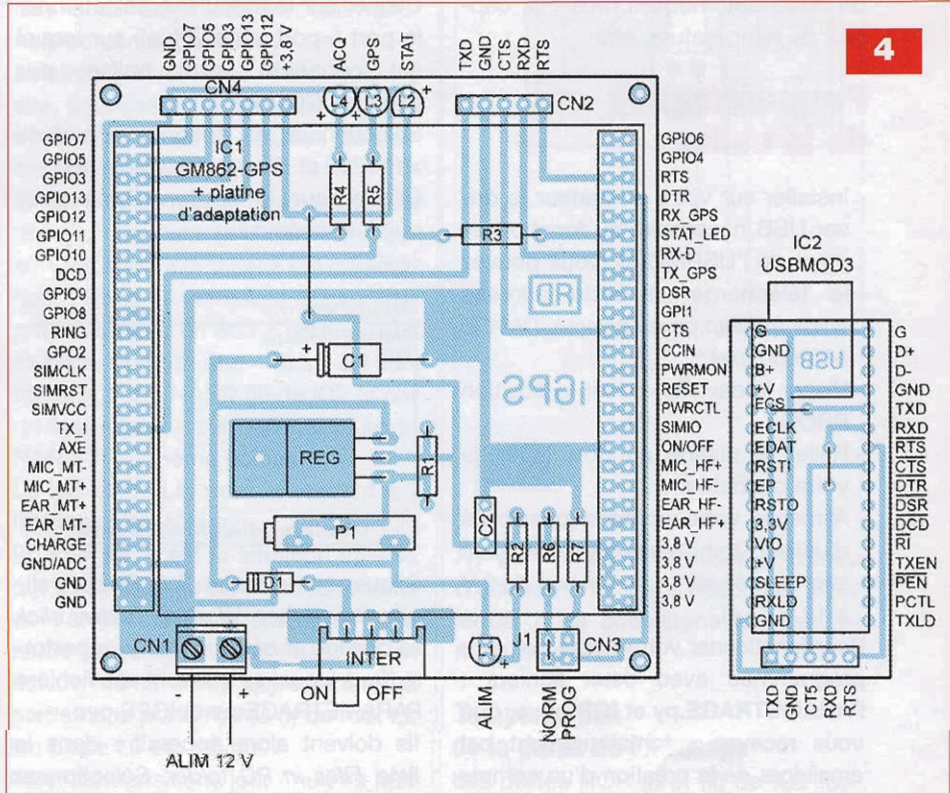 4
GND
GPIO7
GPIO5
GPIO3
GPIO13
GPIO12
+3,8 V
ACQ
GPS
STAT
TXD
GND
CTS
RXD
RTS
CN4
L4
L3
L2
+
+
CN2
IC1
GM862-GPS
+ platine
d'adaptation
R4
R5
R3
GPIO7
GPIO5
GPIO3
GPIO13
GPIO12
GPIO11
GPIO10
DCD
GPIO9
GPIO8
RING
GPO2
SIMCLK
SIMRST
SIMVCC
TX_I
AXE
MIC_MT-
MIC_MT+
EAR_MT+
EAR_MT-
CHARGE
GND/ADC
GND
GND
GPIO6
GPIO4
RTS
DTR
RX_GPS
STAT_LED
RX-D
TX_GPS
DSR
GPI1
CTS
CCIN
PWRMON
RESET
PWRCTL
SIMIO
ON/OFF
MIC_HF+
MIC_HF-
EAR_HF-
EAR_HF+
3,8 V
3,8 V
3,8 V
3,8 V
RD
iGPS
+
C1
REG
R1
P1
D1
C2
R2
R6
R7
CN1
INTER
L1
+
J1
CN3
+
ON
OFF
ALIM
NORM
PROG
ALIM 12 V
IC2
USBMOD3
USB
G
GND
B+
+V
EGS
ECLK
EDAT
RSTI
EP
RSTO
3,3V
VIO
+V
SLEEP
RXLD
GND
G
D+
D-
GND
TXD
RXD
RTS
CTS
DTR
DSR
DCD
RI
TXEN
PEN
PCTL
TXLD
TXD
GND
CTS
RXD
RTS